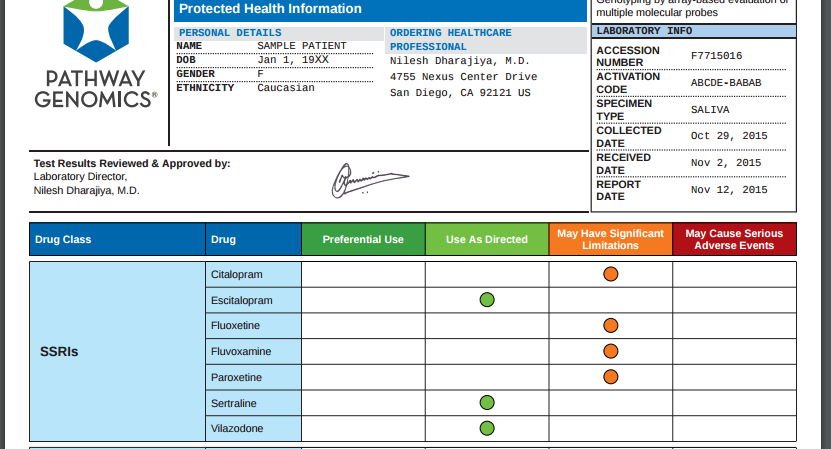 Protected Health Information
Genotyping by array-based evaluation of
multiple molecular probes
PATHWAY
GENOMICS®
PERSONAL DETAILS
NAME SAMPLE PATIENT
DOB Jan 1, 19XX
GENDER F
ETHNICITY Caucasian
ORDERING HEALTHCARE
PROFESSIONAL
Nilesh Dharajiya, M.D.
4755 Nexus Center Drive
San Diego, CA 92121 US
LABORATORY INFO
ACCESSION
NUMBER F7715016
ACTIVATION
CODE ABCDE-BABAB
SPECIMEN
TYPE SALIVA
COLLECTED
DATE Oct 29, 2015
RECEIVED
DATE Nov 2, 2015
REPORT
DATE Nov 12, 2015
Test Results Reviewed & Approved by:
Laboratory Director,
Nilesh Dharajiya, M.D.
Drug Class Drug Preferential Use Use As Directed May Have Significant
Limitations May Cause Serious
Adverse Events
SSRIs
Citalopram
Escitalopram
Fluoxetine
Fluvoxamine
Paroxetine
Sertraline
Vilazodone